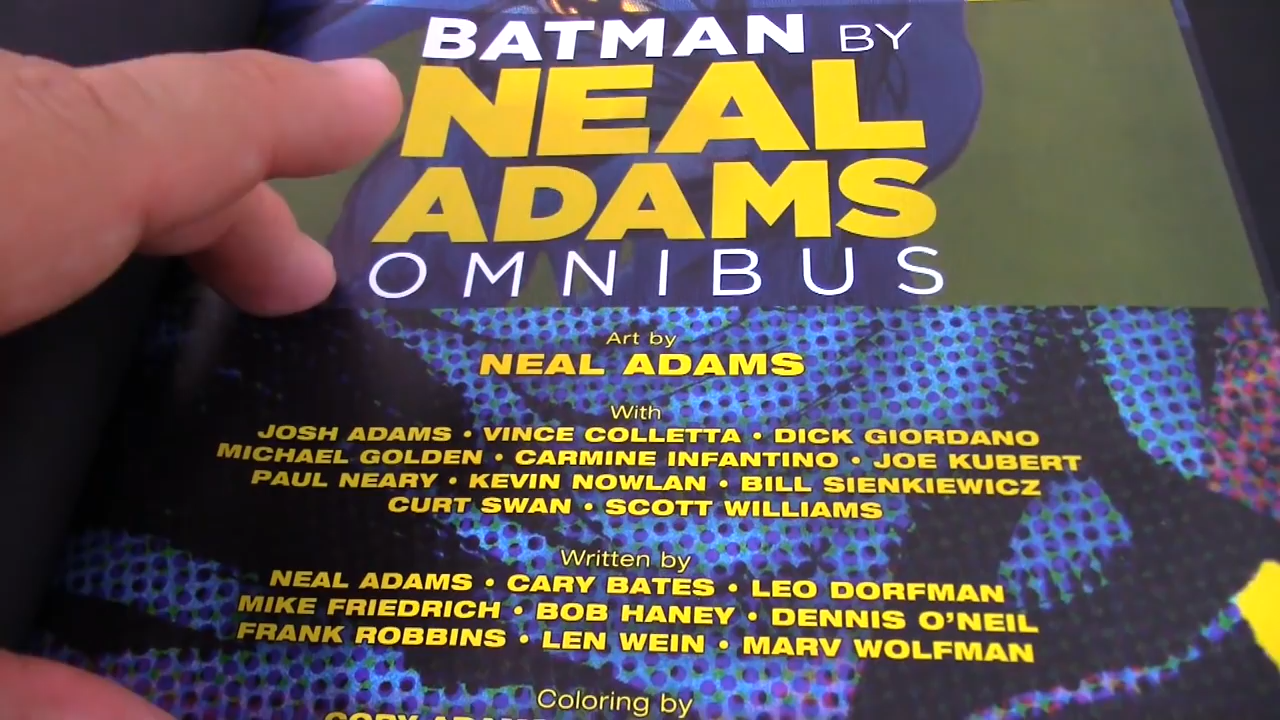 BATMAN BY
NEAL
ADAMS
OMNIBUS
Art by
NEAL ADAMS
With
JOSH ADAMS • VINCE COLLETTA • DICK GIORDANO
MICHAEL GOLDEN • CARMINE INFANTINO • JOE KUBERT
PAUL NEARY • KEVIN NOWLAN • BILL SIENKIEWICZ
CURT SWAN • SCOTT WILLIAMS
Written by
NEAL ADAMS • CARY BATES • LEO DORFMAN
MIKE FRIEDRICH • BOB HANEY • DENNIS O'NEIL
FRANK ROBBINS • LEN WEIN • MARV WOLFMAN
Coloring by